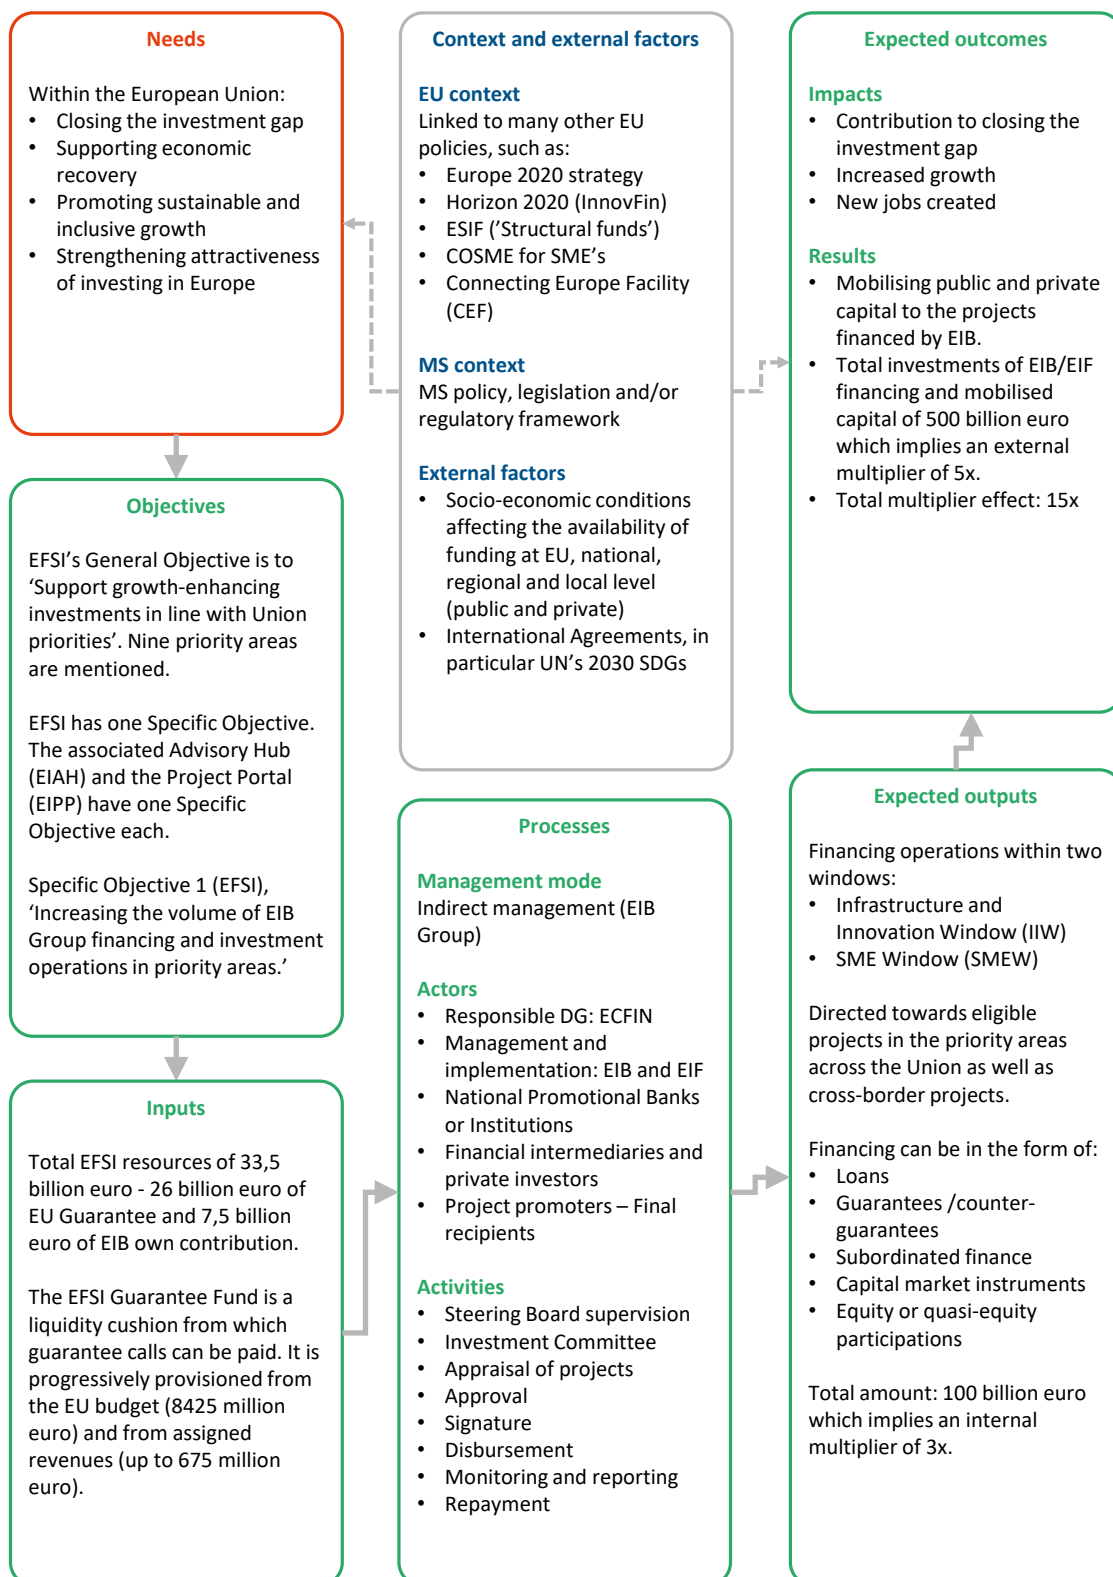 Needs
Within the European Union:
• Closing the investment gap
• Supporting economic
recovery
• Promoting sustainable and
inclusive growth
• Strengthening attractiveness
of investing in Europe
Objectives
EFSI’s General Objective is to
‘Support growth-enhancing
investments in line with Union
priorities’. Nine priority areas
are mentioned.
EFSI has one Specific Objective.
The associated Advisory Hub
(EIAH) and the Project Portal
(EIPP) have one Specific
Objective each.
Specific Objective 1 (EFSI),
‘Increasing the volume of EIB
Group financing and investment
operations in priority areas.’
Inputs
Total EFSI resources of 33,5
billion euro - 26 billion euro of
EU Guarantee and 7,5 billion
euro of EIB own contribution.
The EFSI Guarantee Fund is a
liquidity cushion from which
guarantee calls can be paid. It is
progressively provisioned from
the EU budget (8425 million
euro) and from assigned
revenues (up to 675 million
euro).
Context and external factors
EU context
Linked to many other EU
policies, such as:
• Europe 2020 strategy
• Horizon 2020 (InnovFin)
• ESIF (’Structural funds’)
• COSME for SME’s
• Connecting Europe Facility
(CEF)
MS context
MS policy, legislation and/or
regulatory framework
External factors
• Socio-economic conditions
affecting the availability of
funding at EU, national,
regional and local level
(public and private)
• International Agreements, in
particular UN’s 2030 SDGs
Processes
Management mode
Indirect management (EIB
Group)
Actors
• Responsible DG: ECFIN
• Management and
implementation: EIB and EIF
• National Promotional Banks
or Institutions
• Financial intermediaries and
private investors
• Project promoters – Final
recipients
Activities
• Steering Board supervision
• Investment Committee
• Appraisal of projects
• Approval
• Signature
• Disbursement
• Monitoring and reporting
• Repayment
Expected outcomes
Impacts
• Contribution to closing the
investment gap
• Increased growth
• New jobs created
Results
• Mobilising public and private
capital to the projects
financed by EIB.
• Total investments of EIB/EIF
financing and mobilised
capital of 500 billion euro
which implies an external
multiplier of 5x.
• Total multiplier effect: 15x
Expected outputs
Financing operations within two
windows:
• Infrastructure and
Innovation Window (IIW)
• SME Window (SMEW)
Directed towards eligible
projects in the priority areas
across the Union as well as
cross-border projects.
Financing can be in the form of:
• Loans
• Guarantees /counter-
guarantees
• Subordinated finance
• Capital market instruments
• Equity or quasi-equity
participations
Total amount: 100 billion euro
which implies an internal
multiplier of 3x.